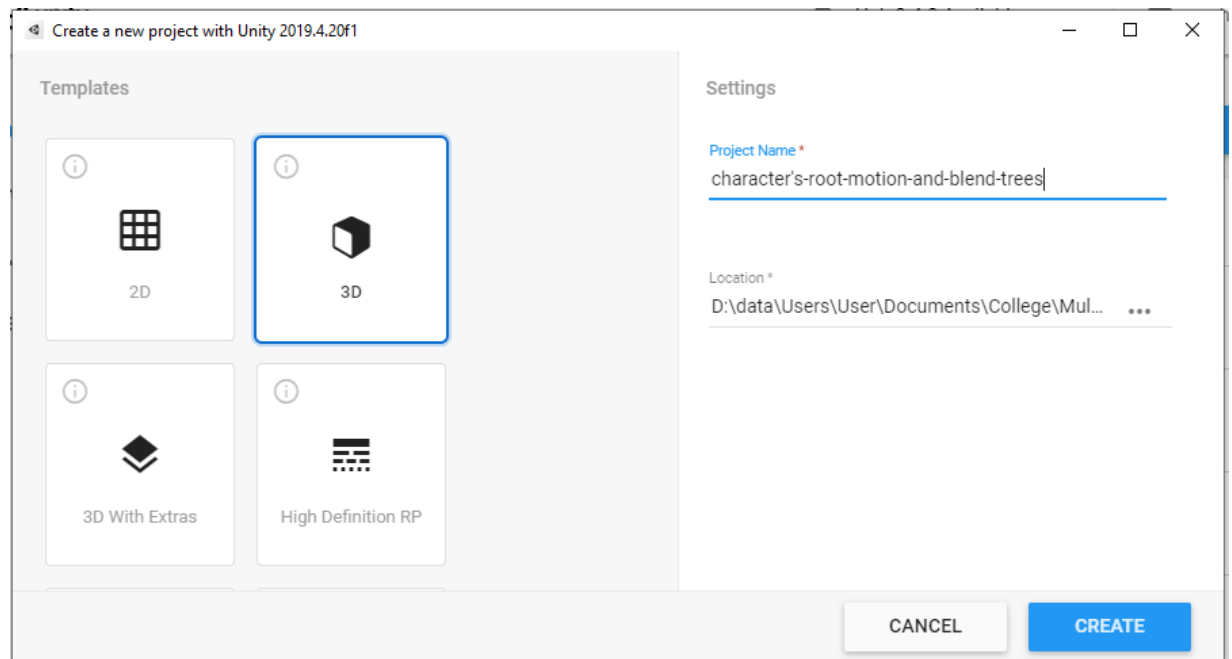 Create a new project with Unity 2019.4.20f1
Templates
Settings
2D
3D
3D With Extras
High Definition RP
Project Name *
character's-root-motion-and-blend-trees
Location *
D:\data\Users\User\Documents\College\Mul...
CANCEL
CREATE